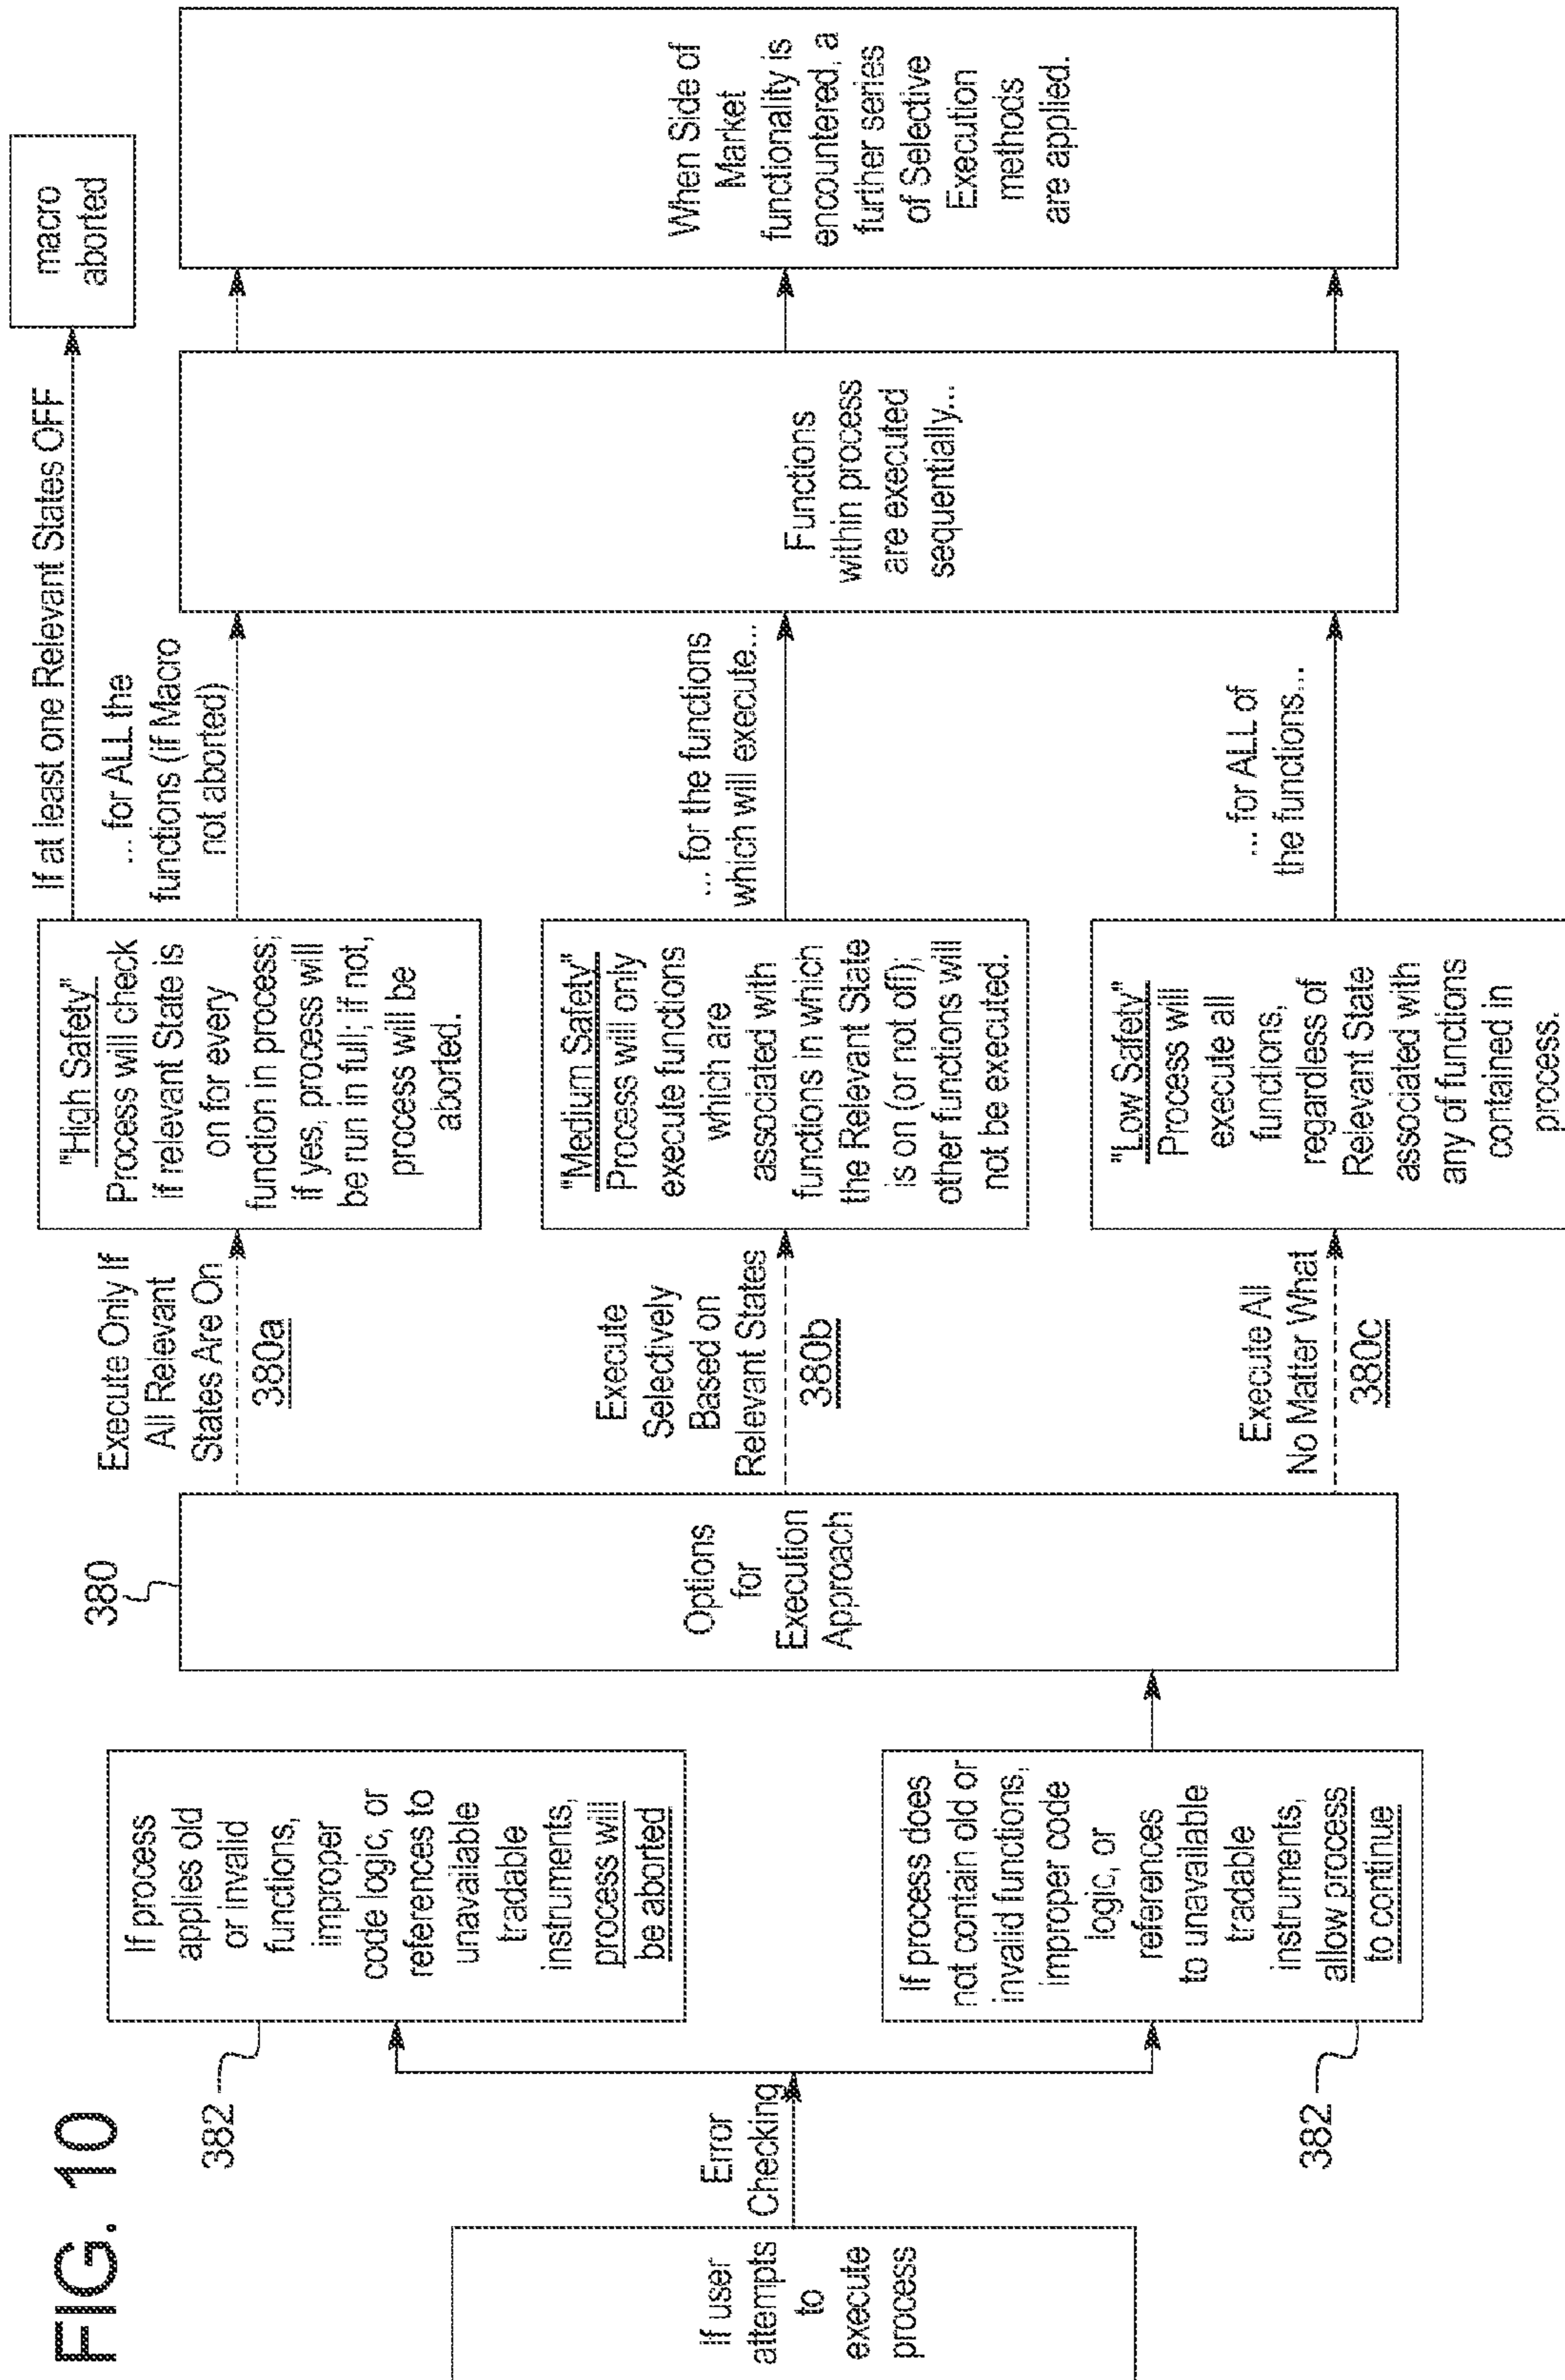 FIG. 10
If user
attempts
to
execute
process
Error
Checking
382
If process
applies old
or invalid
functions,
improper
code logic, or
references to
unavailable
tradable
instruments,
process will
be aborted
382
If process does
not contain old or
invalid functions,
improper code
logic, or
references
to unavailable
tradable
instruments,
allow process
to continue
380
Options
for
Execution
Approach
Execute Only If
All Relevant
States Are On
380a
Execute
Selectively
Based on
Relevant States
380b
Execute All
No Matter What
380c
"High Safety"
Process will check
if relevant State is
on for every
function in process;
if yes, process will
be run in full; if not,
process will be
aborted.
"Medium Safety"
Process will only
execute functions
which are
associated with
functions in which
the Relevant State
is on (or not off);
other functions will
not be executed.
"Low Safety"
Process will
execute all
functions,
regardless of
Relevant State
associated with
any of functions
contained in
process.
If at least one Relevant States OFF
... for ALL the
functions (if Macro
not aborted)
... for the functions
which will execute...
... for ALL of
the functions...
macro
aborted
Functions
within process
are executed
sequentially...
When Side of
Market
functionality is
encountered, a
further series
of Selective
Execution
methods
are applied.